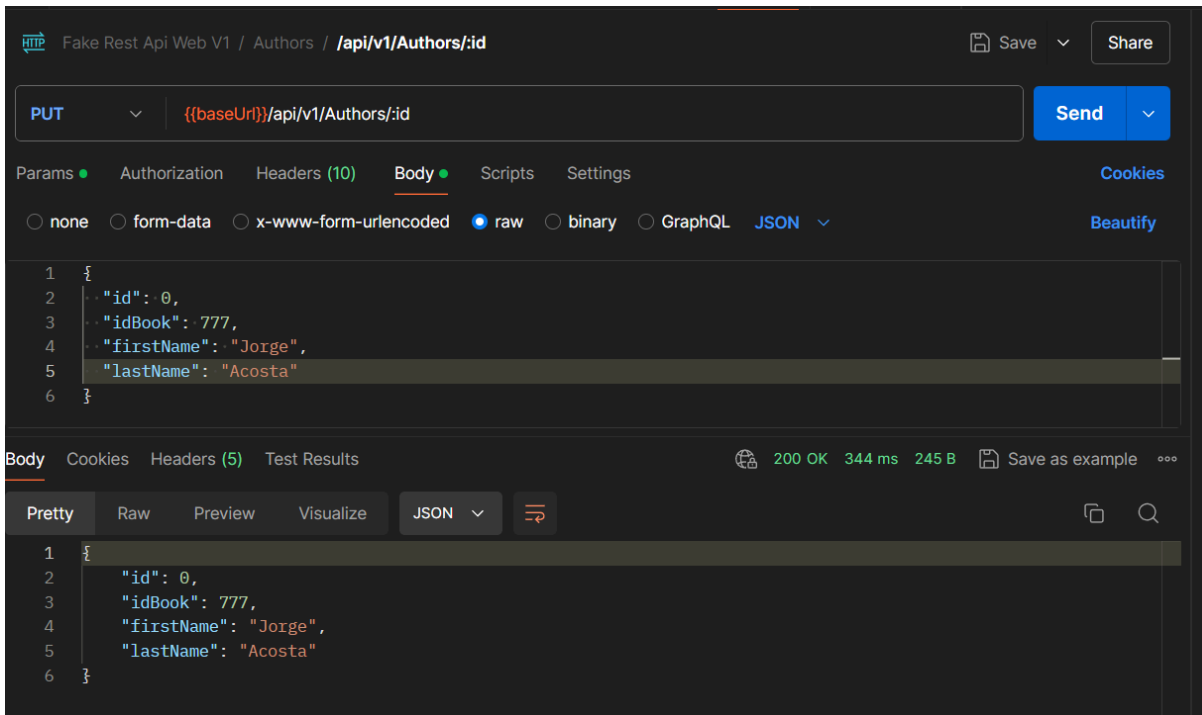 HTTP Fake Rest Api Web V1 / Authors / /api/v1/Authors/:id Save Share
PUT {{baseUrl}}/api/v1/Authors/:id Send
Params Authorization Headers (10) Body Scripts Settings Cookies
none form-data x-www-form-urlencoded raw binary GraphQL JSON Beautify
1 {
2 "id": 0,
3 "idBook": 777,
4 "firstName": "Jorge",
5 "lastName": "Acosta"
6 }
Body Cookies Headers (5) Test Results 200 OK 344 ms 245 B Save as example
Pretty Raw Preview Visualize JSON
1 {
2 "id": 0,
3 "idBook": 777,
4 "firstName": "Jorge",
5 "lastName": "Acosta"
6 }